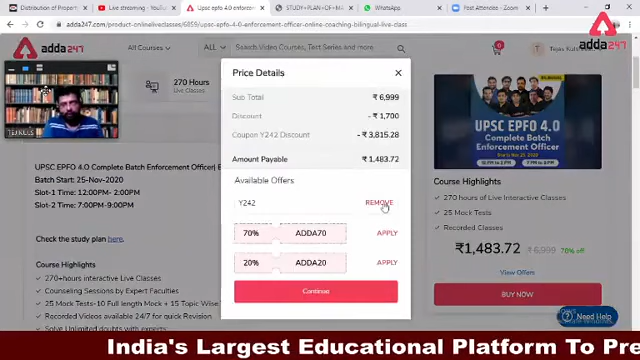 Distribution of Property
Live streaming - YouTube
Upsc epfo 4.0 enforcement
STUDY+PLAN+OF+M
WhatsApp
Post Attendee - Zoom
adda247.com/product-onlineliveclasses/6859/upsc-epfo-4-0-enforcement-officer-online-coaching-bilingual-live-class
adda247
All Courses
ALL
Search Video Courses, Test Series and more
adda247
270 Hours
Live Classes
UPSC EPFO 4.0 Complete Batch
Batch Start: 25-Nov-2020
Slot-1 Time: 12:00PM- 2:00PM
Slot-2 Time: 7:00PM-9:00PM
Check the study plan here.
Course Highlights
270+hours interactive Live Classes
Counseling Sessions by Expert Faculties
25 Mock Tests-10 Full length Mock + 15 Topic Wise
Recorded Videos available 24/7 for quick Revision
Solve Unlimited doubts with experts
Price Details
Sub Total ₹ 6,999
Discount - ₹ 1,700
Coupon Y242 Discount - ₹ 3,815.28
Amount Payable ₹ 1,483.72
Available Offers
Y242 REMOVE
70% ADDA70 APPLY
20% ADDA20 APPLY
Continue
UPSC EPFO 4.0
Complete Batch
Enforcement Officer
Course Highlights
270 hours of Live Interactive Classes
25 Mock Tests
Recorded Classes
₹1,483.72 ₹ 6,999 70% off
View Offers
BUY NOW
Need Help
India's Largest Educational Platform To Pre